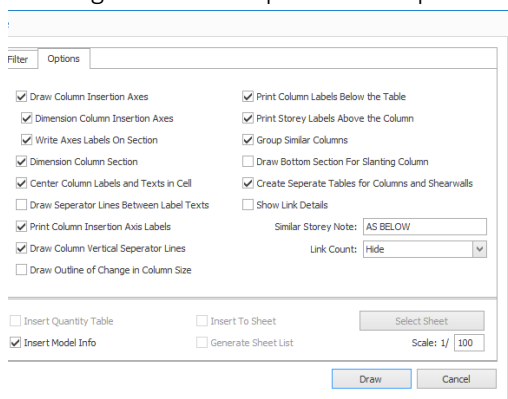 Filter Options
Draw Column Insertion Axes
Dimension Column Insertion Axes
Write Axes Labels On Section
Dimension Column Section
Center Column Labels and Texts in Cell
Draw Seperator Lines Between Label Texts
Print Column Insertion Axis Labels
Draw Column Vertical Seperator Lines
Draw Outline of Change in Column Size
Print Column Labels Below the Table
Print Storey Labels Above the Column
Group Similar Columns
Draw Bottom Section For Slanting Column
Create Seperate Tables for Columns and Shearwalls
Show Link Details
Similar Storey Note: AS BELOW
Link Count: Hide
Insert Quantity Table Insert To Sheet Select Sheet
Insert Model Info Generate Sheet List Scale: 1/ 100
Draw Cancel